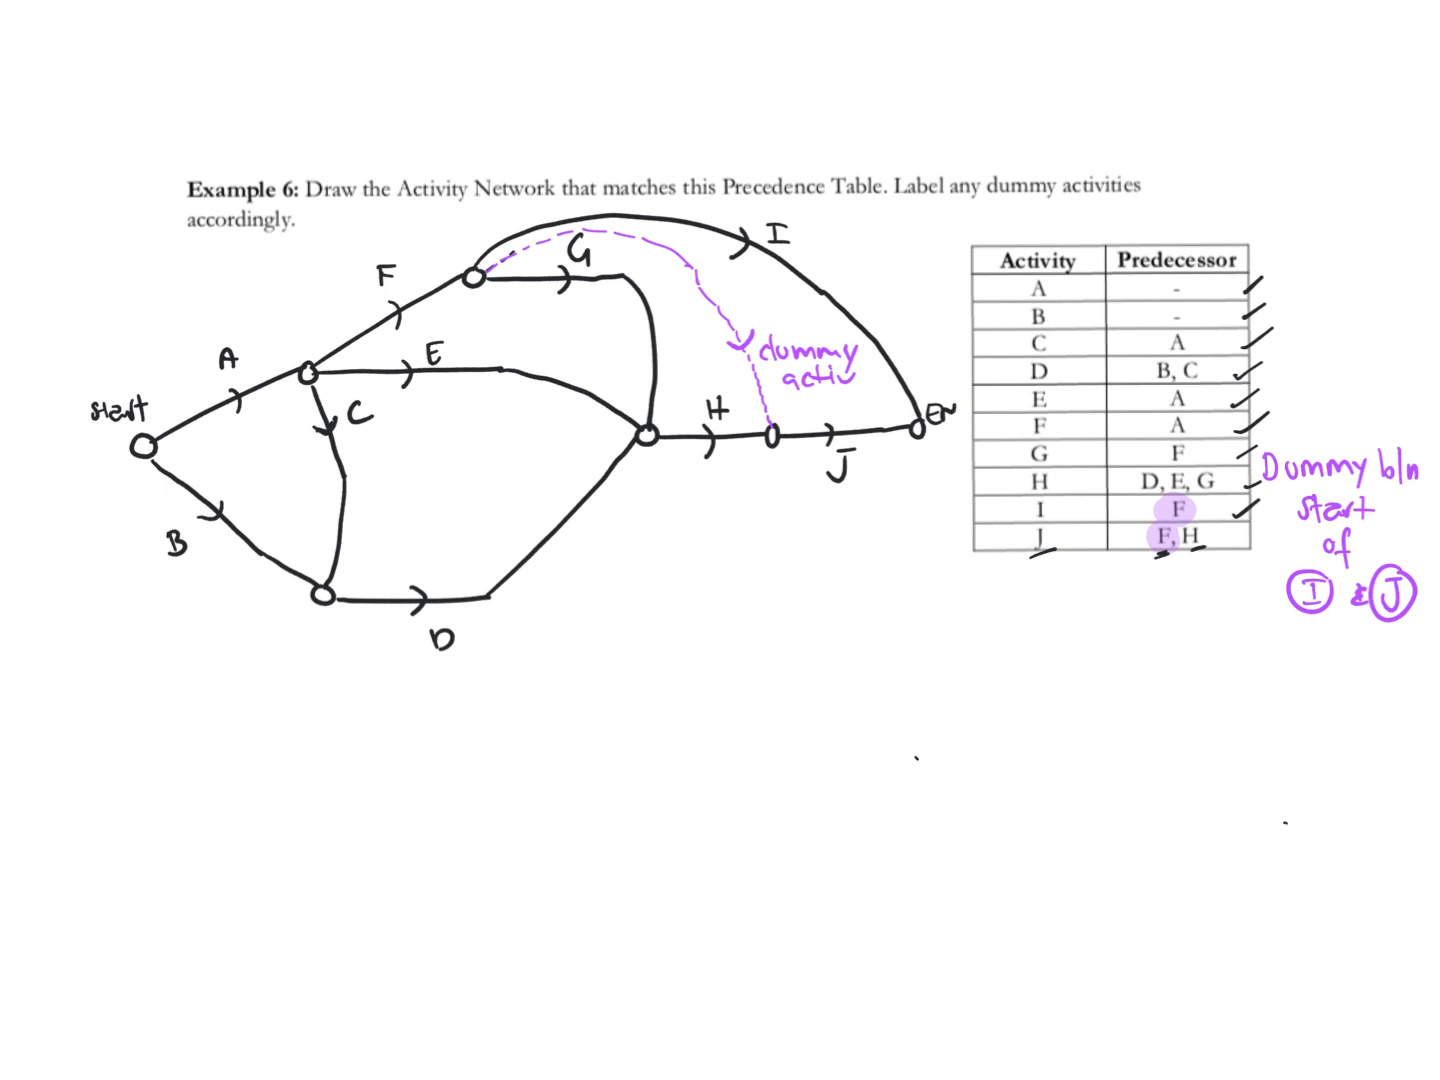 Example 6: Draw the Activity Network that matches this Precedence Table. Label any dummy activities
accordingly.
I
G
F
E
A
start
C
dummy
activ
H
EN
J
B
D
Activity Predecessor
A -
B -
C A
D B, C
E A
F A
G F
H D, E, G
I F
J F, H
Dummy b/n
start
of
I & J